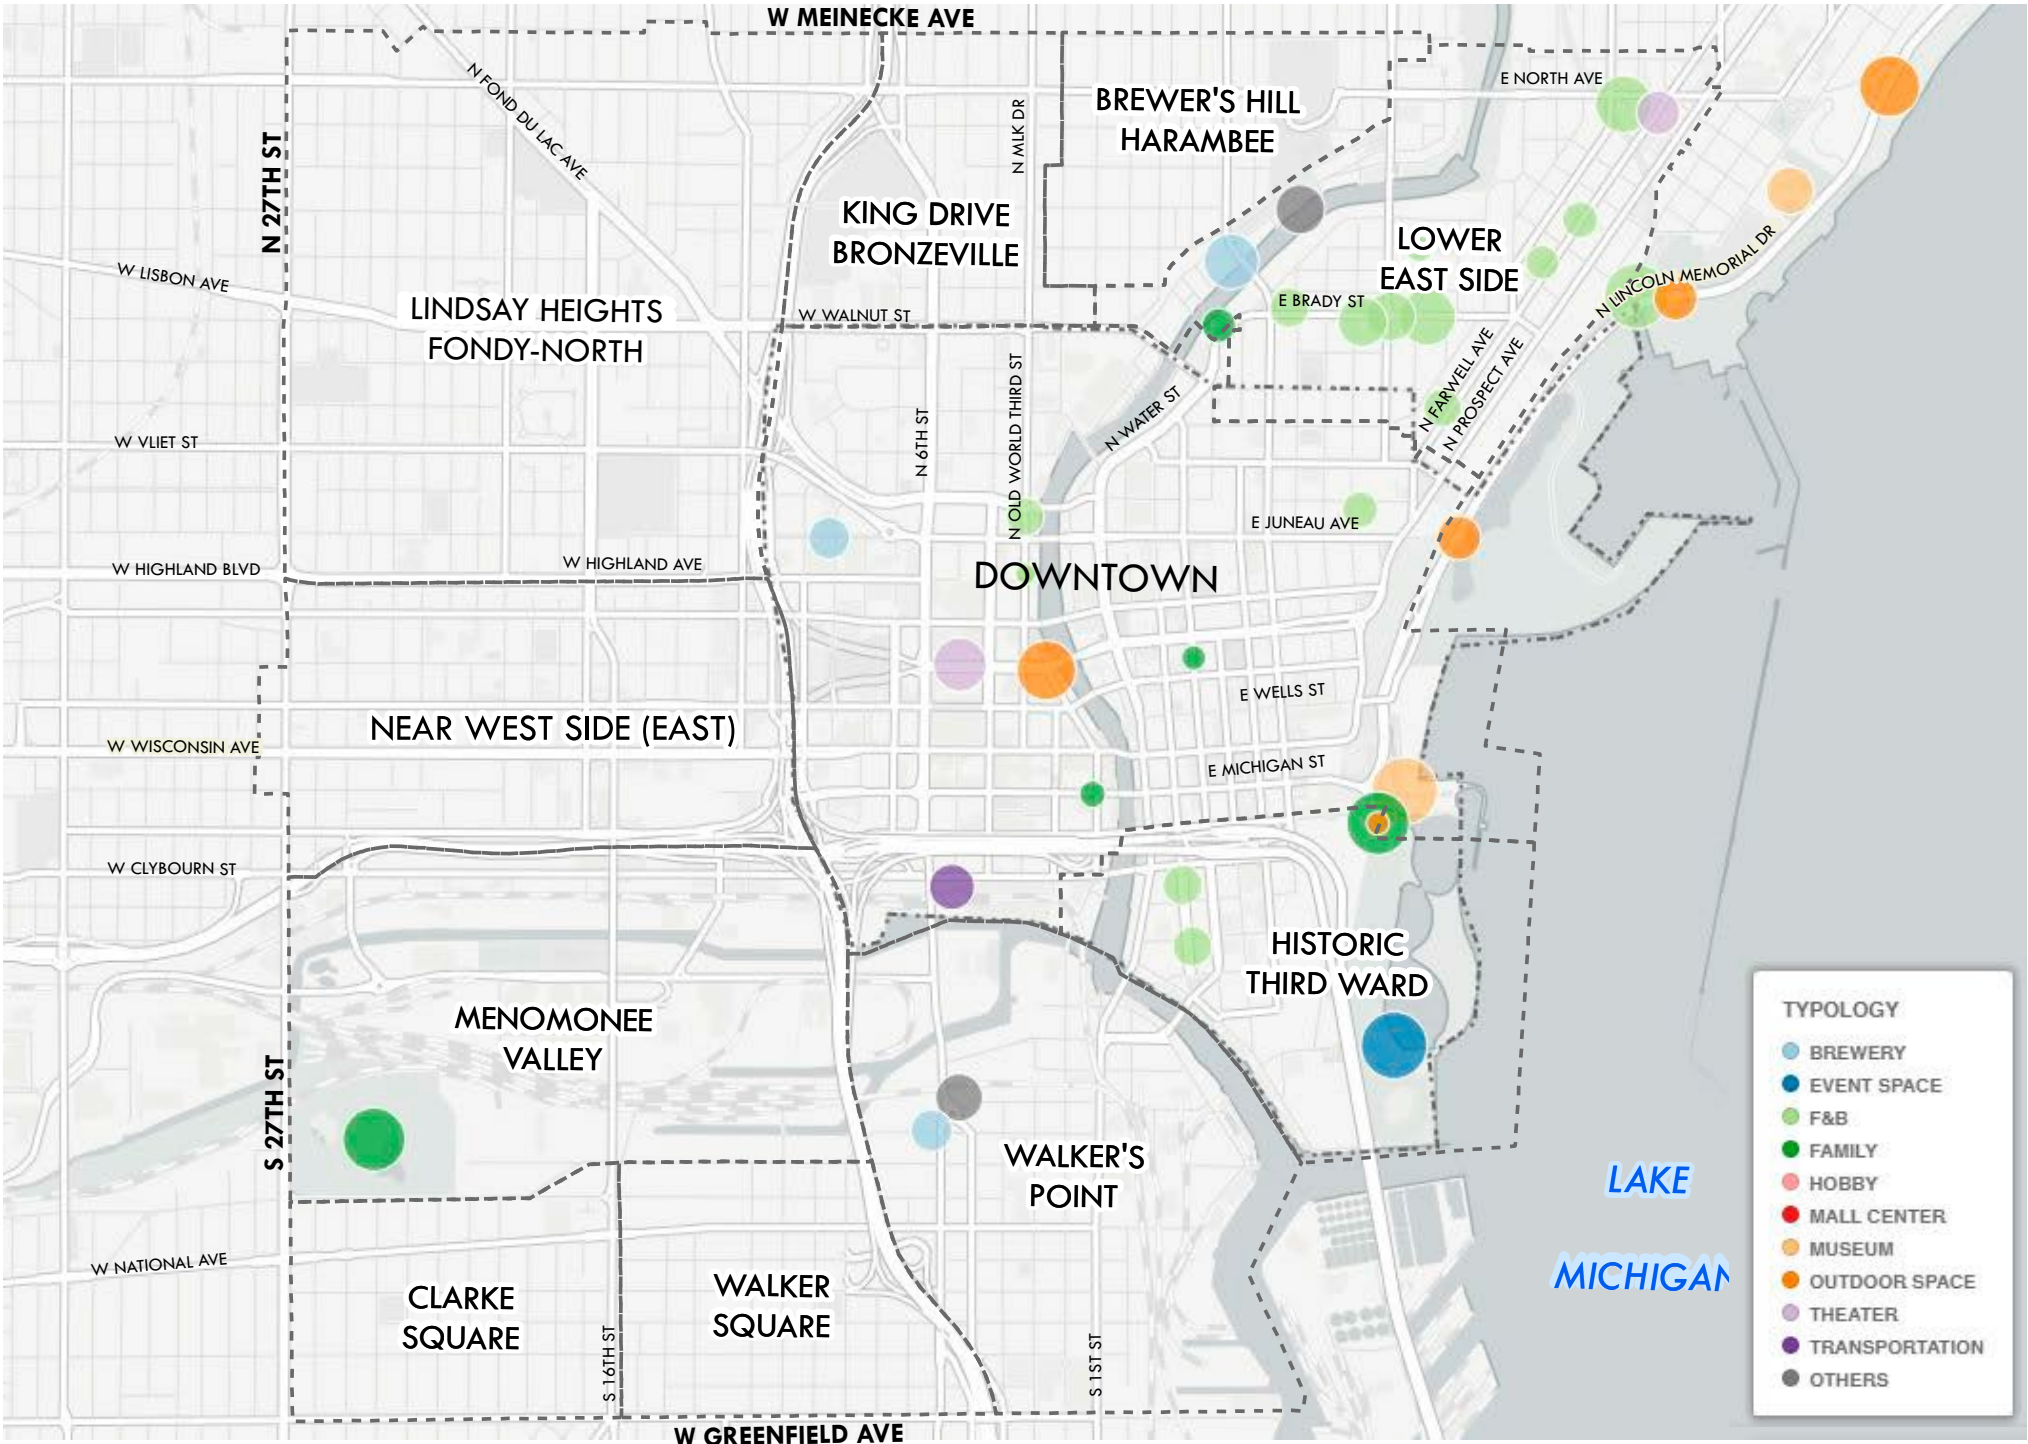 W MEINECKE AVE
N FOND DU LAC AVE
N MLK DR
BREWER'S HILL
HARAMBEE
E NORTH AVE
N 27TH ST
KING DRIVE
BRONZEVILLE
LOWER
EAST SIDE
W LISBON AVE
LINDSAY HEIGHTS
FONDY-NORTH
W WALNUT ST
E BRADY ST
N LINCOLN MEMORIAL DR
N FARWELL AVE
N PROSPECT AVE
W VLIET ST
N 6TH ST
N OLD WORLD THIRD ST
N WATER ST
E JUNEAU AVE
W HIGHLAND BLVD
W HIGHLAND AVE
DOWNTOWN
E WELLS ST
NEAR WEST SIDE (EAST)
W WISCONSIN AVE
E MICHIGAN ST
W CLYBOURN ST
HISTORIC
THIRD WARD
MENOMONEE
VALLEY
S 27TH ST
WALKER'S
POINT
W NATIONAL AVE
CLARKE
SQUARE
S 16TH ST
WALKER
SQUARE
S 1ST ST
W GREENFIELD AVE
LAKE
MICHIGAN
TYPOLOGY
BREWERY
EVENT SPACE
F&B
FAMILY
HOBBY
MALL CENTER
MUSEUM
OUTDOOR SPACE
THEATER
TRANSPORTATION
OTHERS